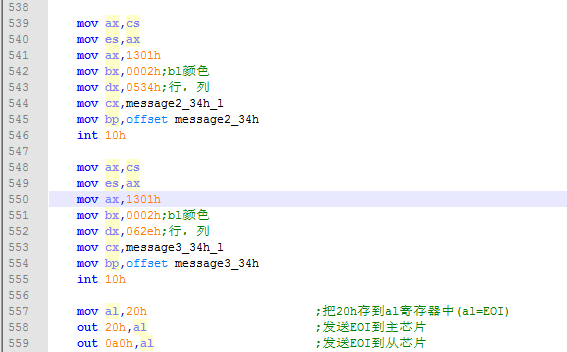 538
539 mov ax,cs
540 mov es,ax
541 mov ax,1301h
542 mov bx,0002h;bl颜色
543 mov dx,0534h;行，列
544 mov cx,message2_34h_l
545 mov bp,offset message2_34h
546 int 10h
547
548 mov ax,cs
549 mov es,ax
550 mov ax,1301h
551 mov bx,0002h;bl颜色
552 mov dx,062eh;行，列
553 mov cx,message3_34h_l
554 mov bp,offset message3_34h
555 int 10h
556
557 mov al,20h ;把20h存到al寄存器中(al=EOI)
558 out 20h,al ;发送EOI到主芯片
559 out 0a0h,al ;发送EOI到从芯片